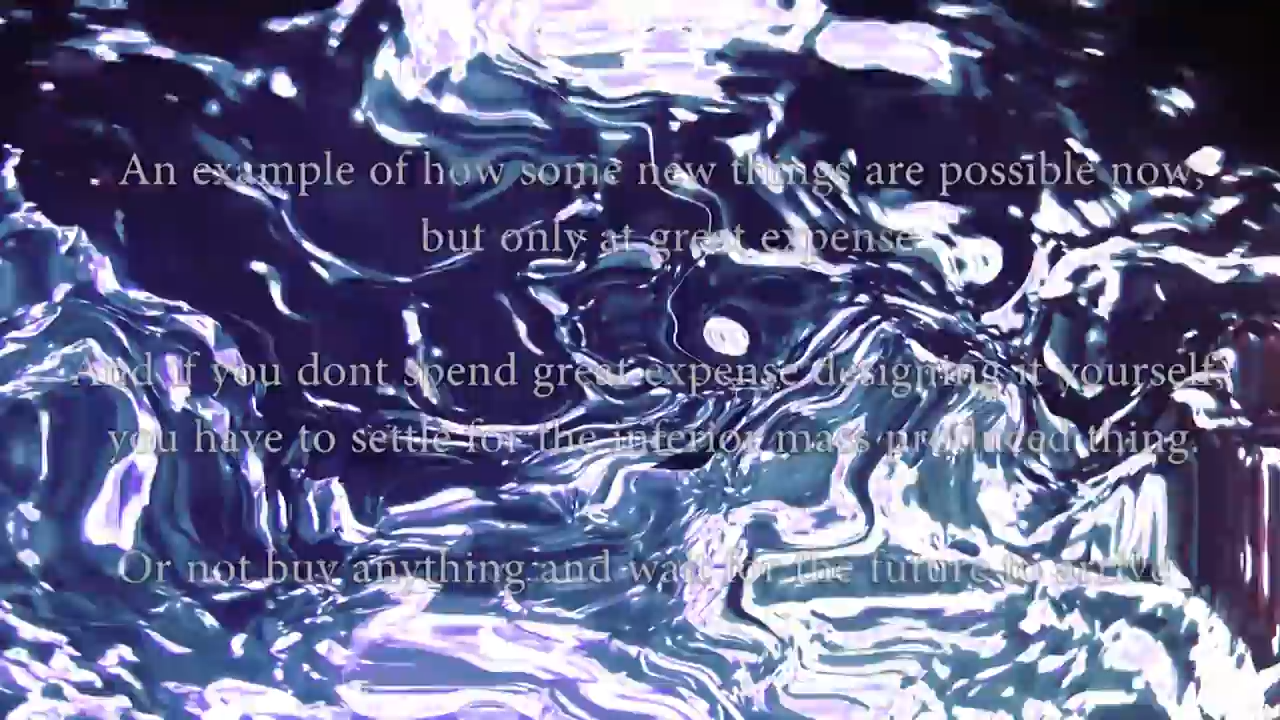 An example of how some new things are possible now,
but only at great expense
And if you dont spend great expense designing it yourself,
you have to settle for the inferior mass produced thing.
Or not buy anything and wait for the future to arrive